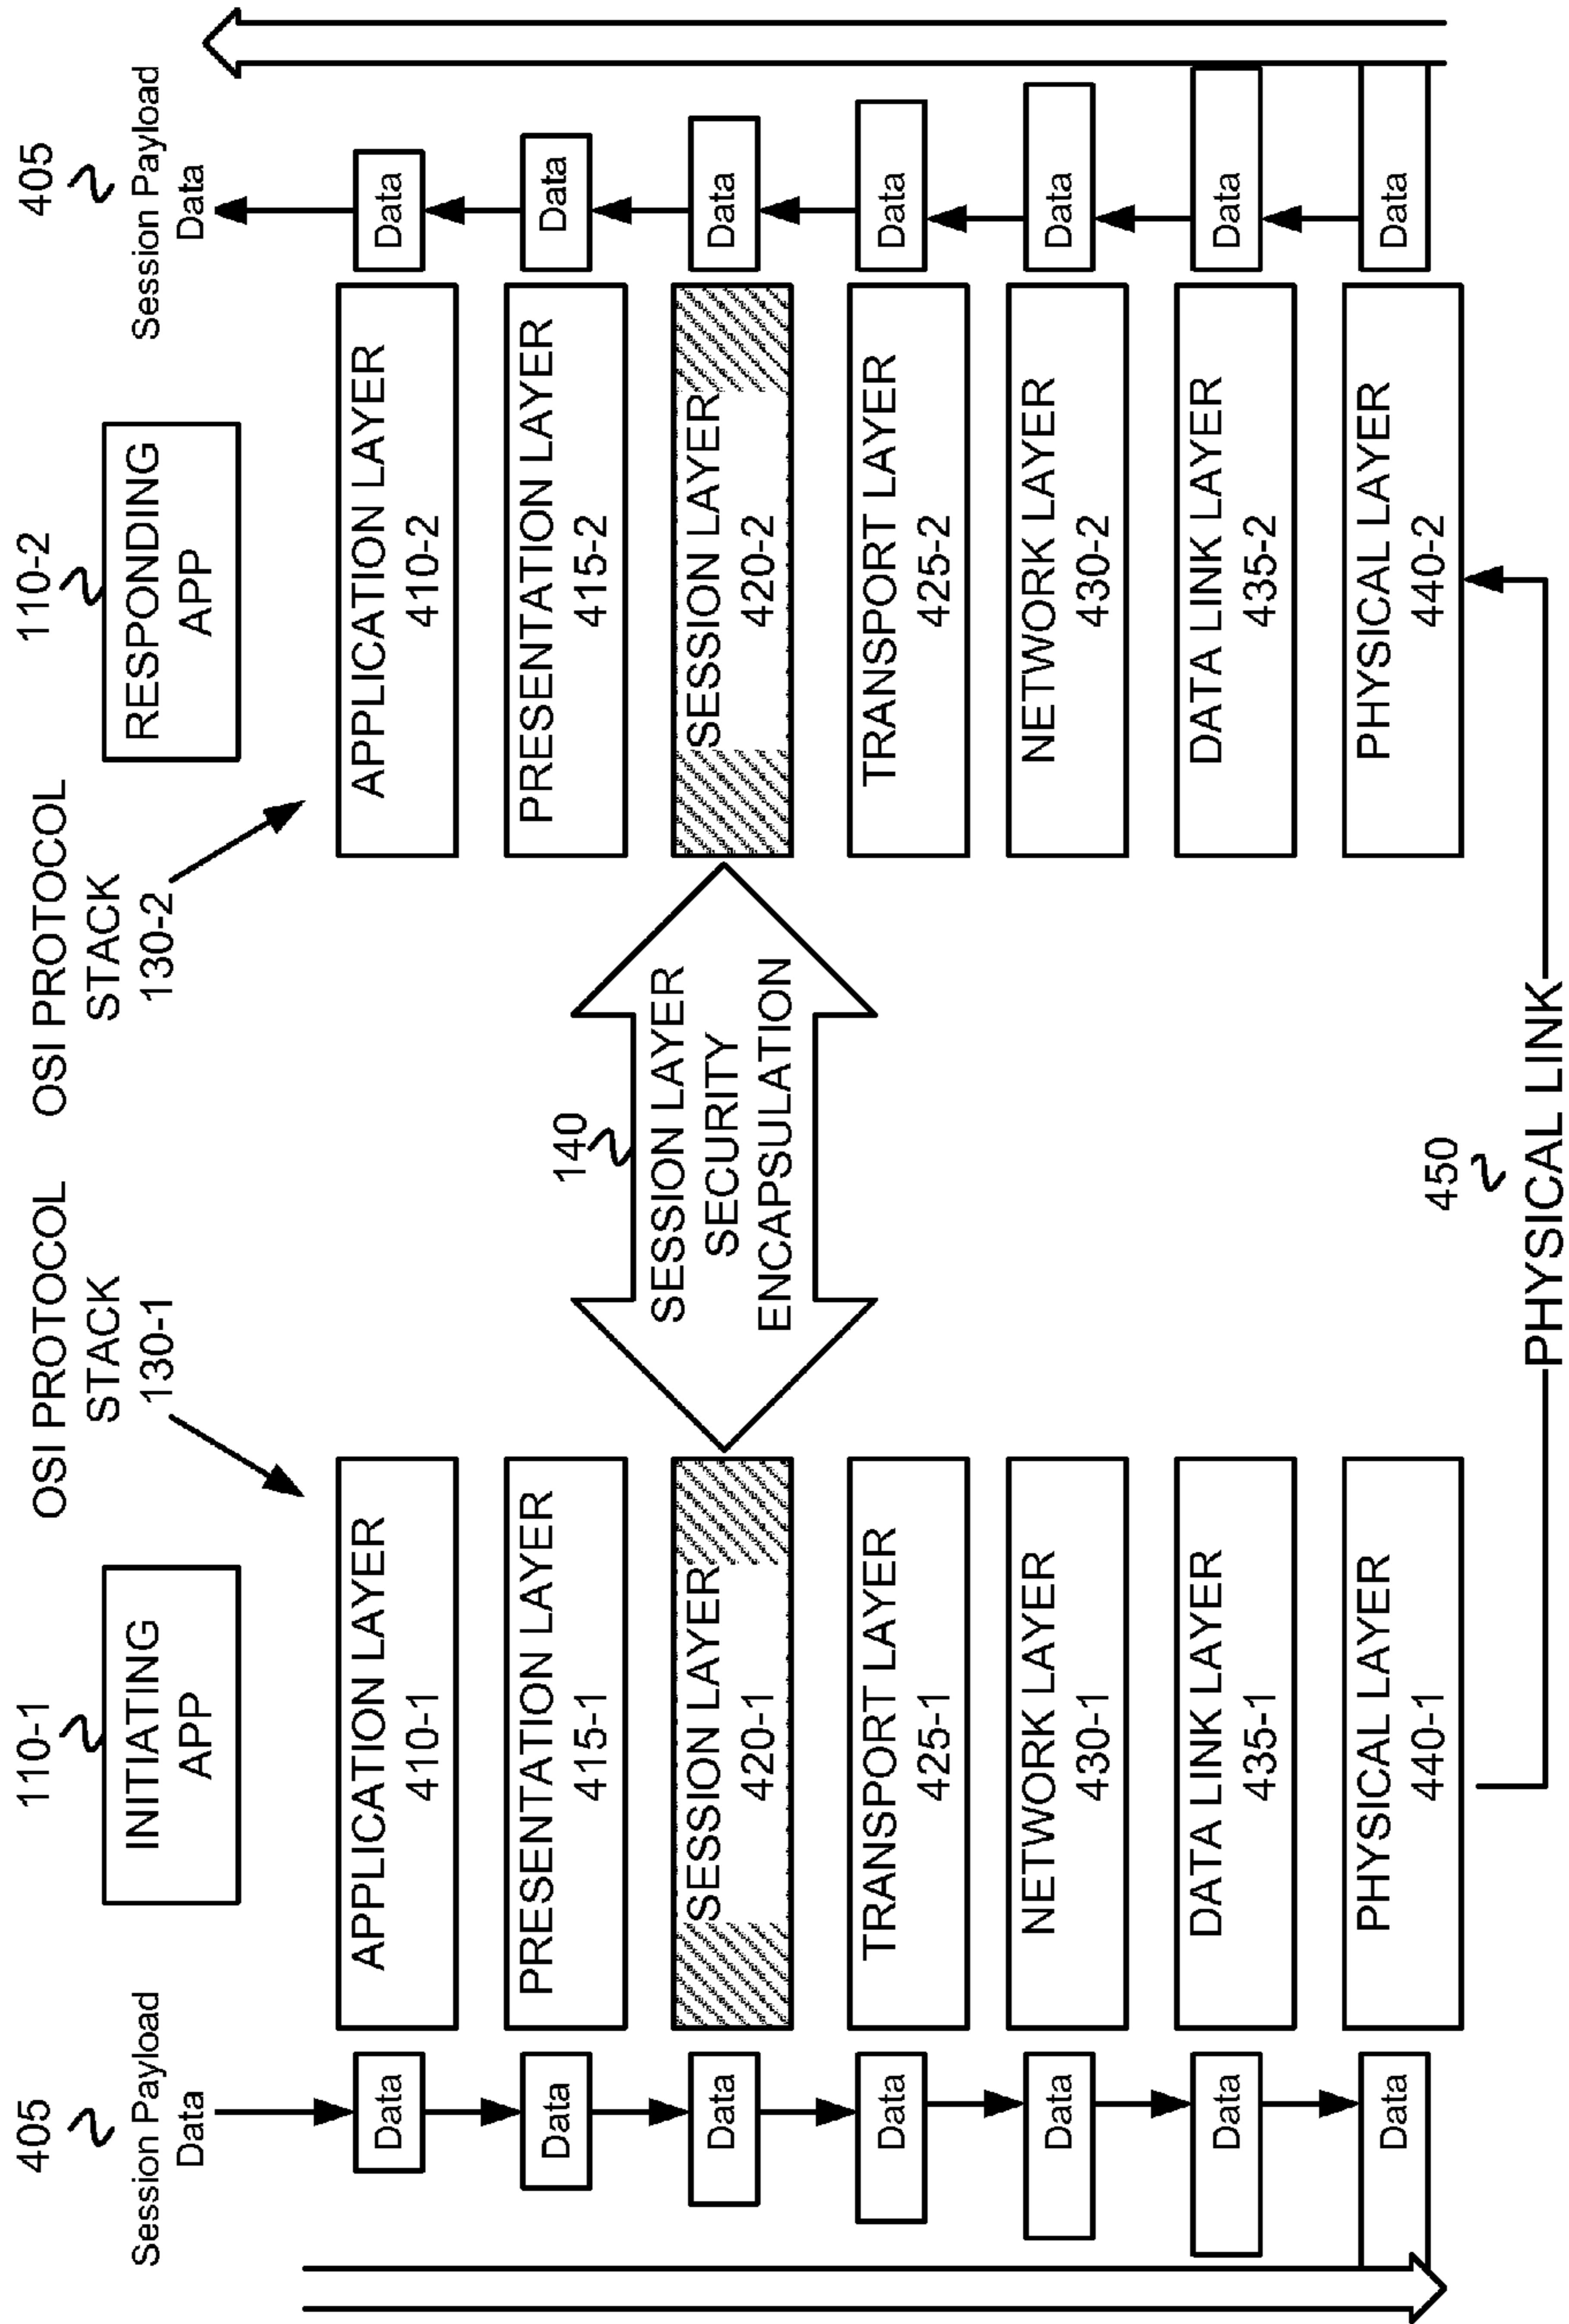 405
Session Payload
Data
110-1
INITIATING
APP
OSI PROTOCOL
STACK
130-1
OSI PROTOCOL
STACK
130-2
110-2
RESPONDING
APP
405
Session Payload
Data
Data
APPLICATION LAYER
410-1
APPLICATION LAYER
410-2
Data
Data
PRESENTATION LAYER
415-1
PRESENTATION LAYER
415-2
Data
Data
SESSION LAYER
420-1
140
SESSION LAYER
SECURITY
ENCAPSULATION
SESSION LAYER
420-2
Data
Data
TRANSPORT LAYER
425-1
TRANSPORT LAYER
425-2
Data
Data
NETWORK LAYER
430-1
NETWORK LAYER
430-2
Data
Data
DATA LINK LAYER
435-1
DATA LINK LAYER
435-2
Data
Data
PHYSICAL LAYER
440-1
PHYSICAL LAYER
440-2
Data
450
PHYSICAL LINK